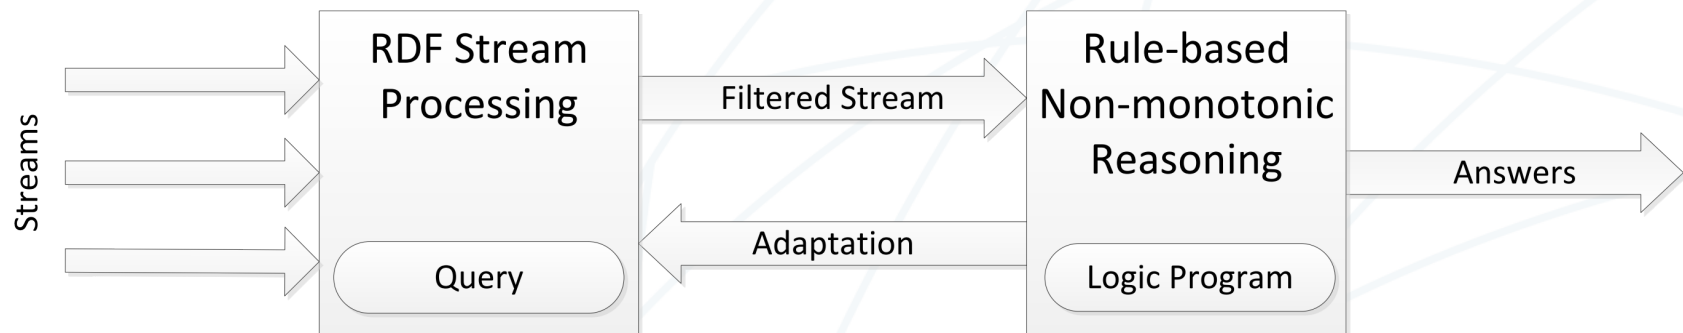 Streams
RDF Stream
Processing
Query
Filtered Stream
Adaptation
Rule-based
Non-monotonic
Reasoning
Logic Program
Answers